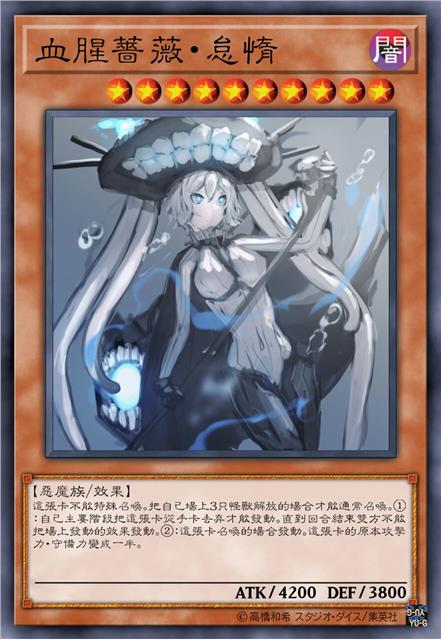 血腥薔薇·怠惰
闇
【惡魔族/效果】
這張卡不能特殊召喚。把自己場上3只怪獸解放的場合才能通常召喚。①
:自己主要階段把這張卡從手卡丟弃才能發動。直到回合結束雙方不能
把場上發動的效果發動。②:這張卡召喚的場合發動。這張卡的原本攻擊
力·守備力變成一半。
ATK/4200 DEF/3800
©高橋和希 スタジオ・ダイス/集英社
YU-G